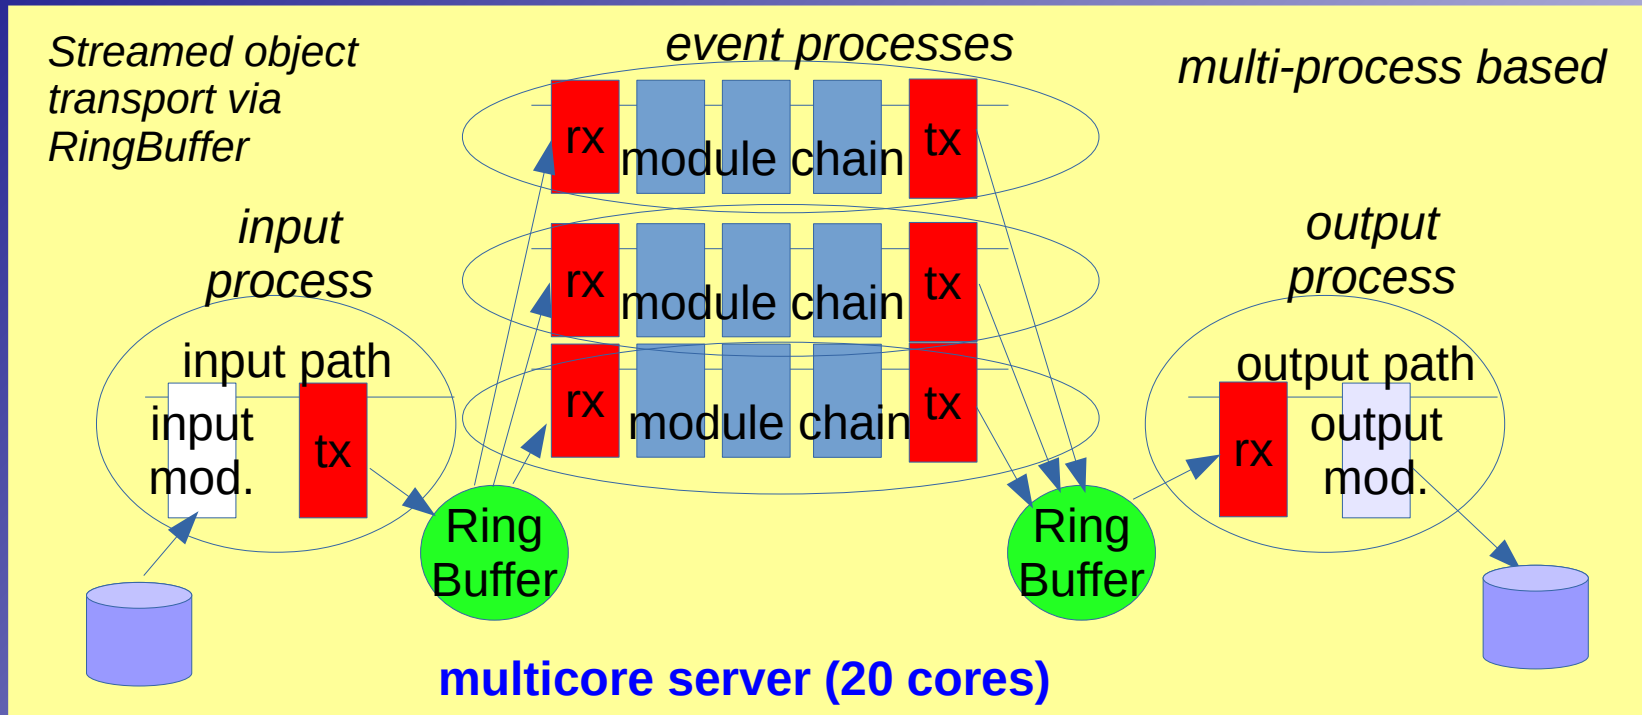 Streamed object
transport via
RingBuffer
event processes
multi-process based
rx
module chain
tx
rx
module chain
tx
rx
module chain
tx
input
process
input path
input
mod.
tx
Ring
Buffer
Ring
Buffer
output
process
output path
rx
output
mod.
multicore server (20 cores)